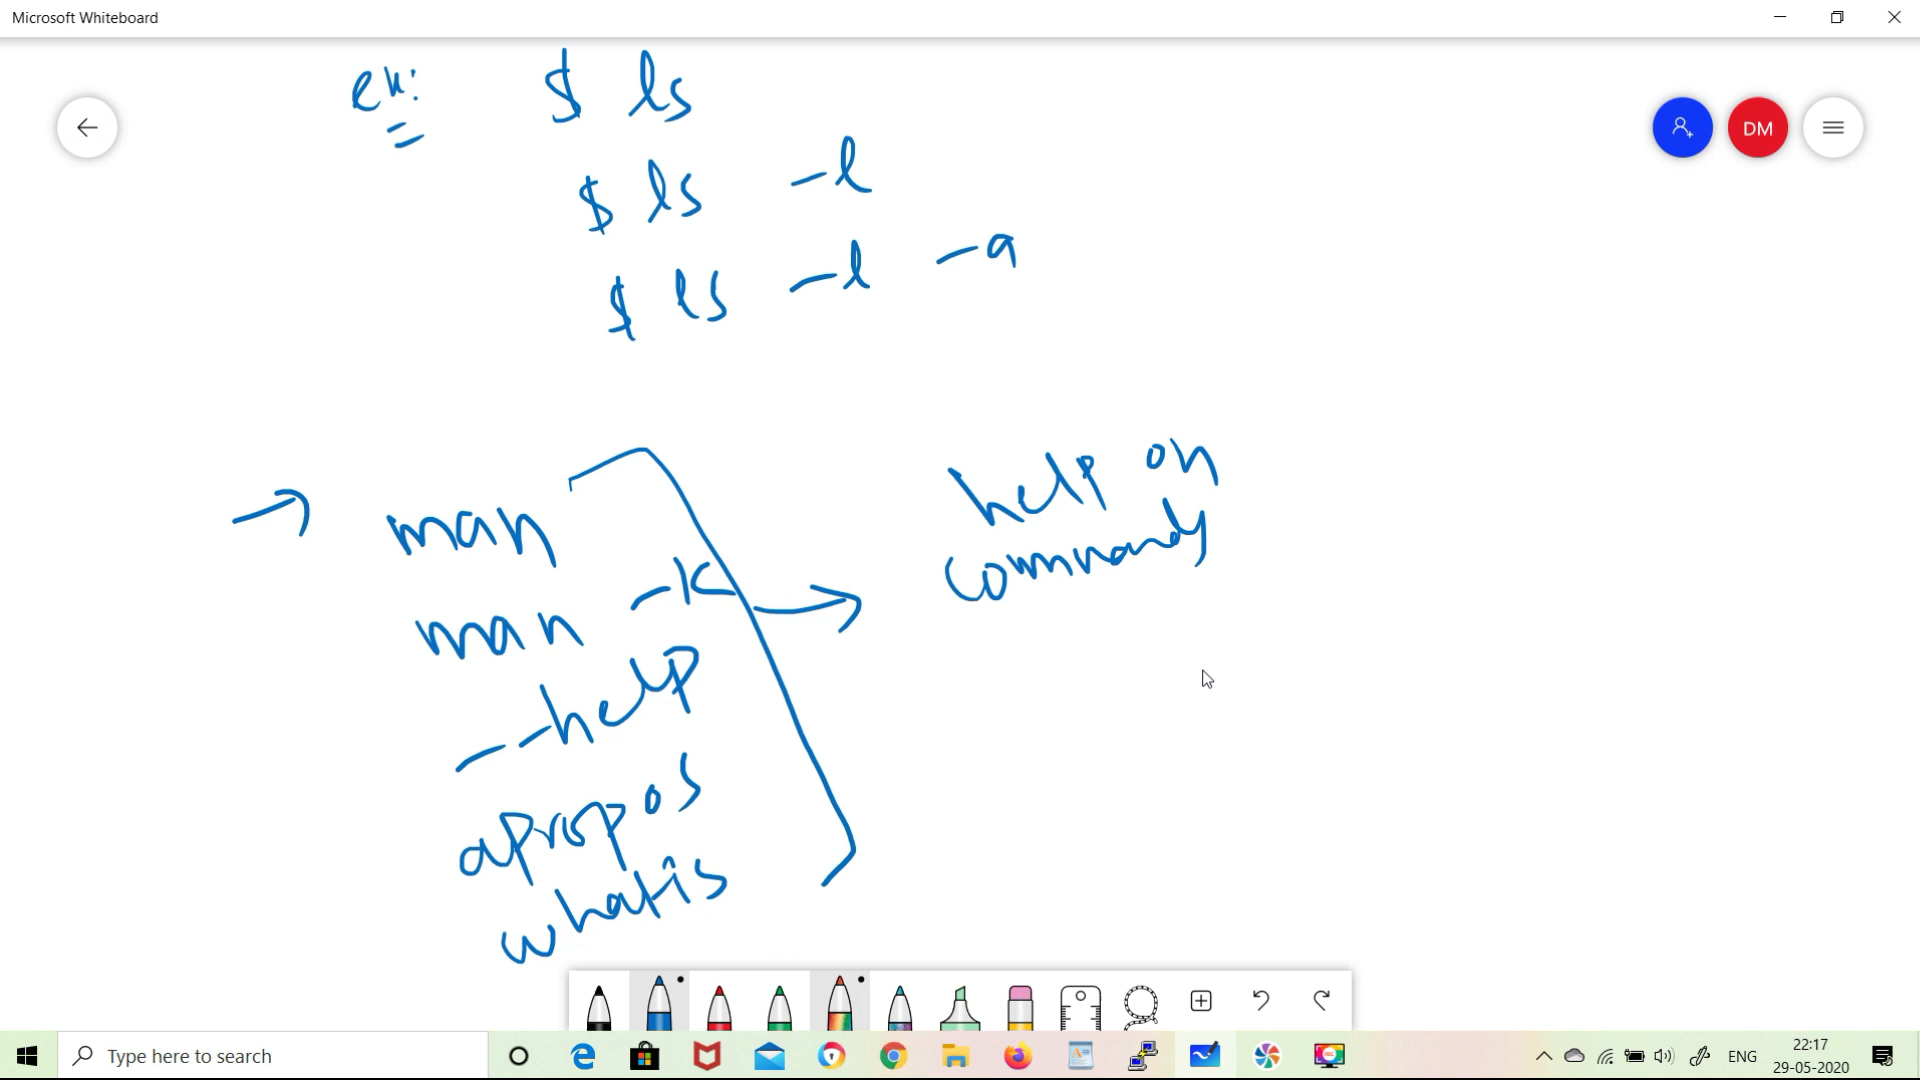 Microsoft Whiteboard
ex: $ ls
DM
$ ls -l
$ ls -l -a
help on
commands
man
man -k
--help
apropos
whatis
Type here to search
ENG
22:17
29-05-2020